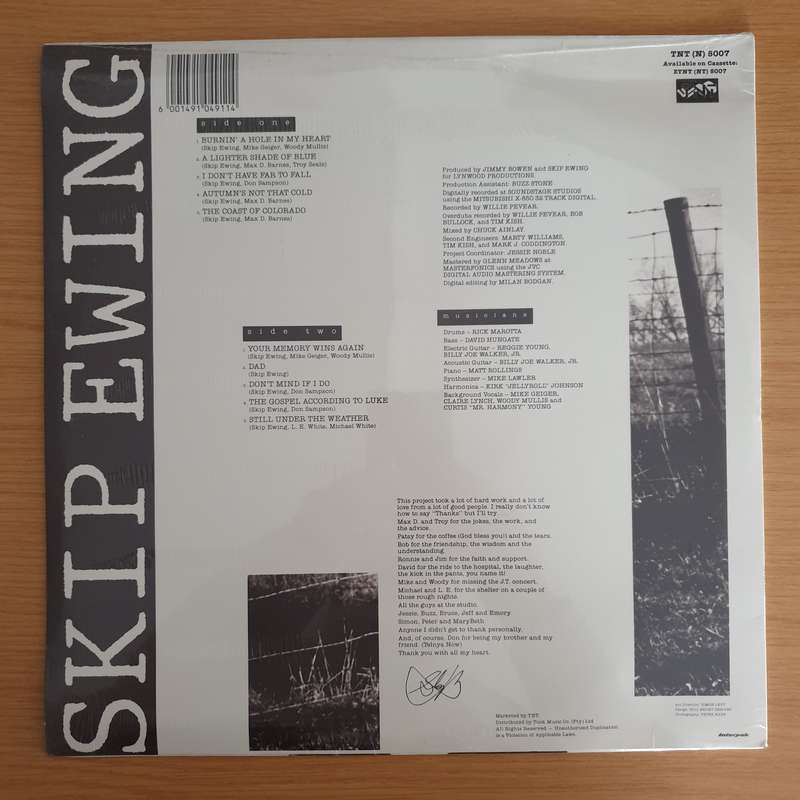 SKIP EWING
6 001491 049114
TNT (N) 5007
Available on Cassette:
ZTNT (NT) 5007
side one
1. BURNIN' A HOLE IN MY HEART
(Skip Ewing, Mike Geiger, Woody Mullis)
2. A LIGHTER SHADE OF BLUE
(Skip Ewing, Max D. Barnes, Troy Seals)
3. I DON'T HAVE FAR TO FALL
(Skip Ewing, Don Sampson)
4. AUTUMN'S NOT THAT COLD
(Skip Ewing, Max D. Barnes)
5. THE COAST OF COLORADO
(Skip Ewing, Max D. Barnes)
side two
1. YOUR MEMORY WINS AGAIN
(Skip Ewing, Mike Geiger, Woody Mullis)
2. DAD
(Skip Ewing)
3. DON'T MIND IF I DO
(Skip Ewing, Don Sampson)
4. THE GOSPEL ACCORDING TO LUKE
(Skip Ewing, Don Sampson)
5. STILL UNDER THE WEATHER
(Skip Ewing, L. E. White, Michael White)
Produced by JIMMY BOWEN and SKIP EWING
for LYNWOOD PRODUCTIONS.
Production Assistant: BUZZ STONE
Digitally recorded at SOUNDSTAGE STUDIOS
using the MITSUBISHI X-850 32 TRACK DIGITAL.
Recorded by WILLIE PEVEAR.
Overdubs recorded by WILLIE PEVEAR, BOB
BULLOCK, and TIM KISH.
Mixed by CHUCK AINLAY
Second Engineers: MARTY WILLIAMS,
TIM KISH, and MARK J. CODDINGTON
Project Coordinator: JESSIE NOBLE
Mastered by GLENN MEADOWS at
MASTERFONICS using the JVC
DIGITAL AUDIO MASTERING SYSTEM.
Digital editing by MILAN BODGAN.
musicians
Drums – RICK MAROTTA
Bass – DAVID HUNGATE
Electric Guitar – REGGIE YOUNG,
BILLY JOE WALKER, JR.
Acoustic Guitar – BILLY JOE WALKER, JR.
Piano – MATT ROLLINGS
Synthesizer – MIKE LAWLER
Harmonica – KIRK "JELLYROLL" JOHNSON
Background Vocals – MIKE GEIGER,
CLAIRE LYNCH, WOODY MULLIS and
CURTIS "MR. HARMONY" YOUNG
This project took a lot of hard work and a lot of
love from a lot of good people. I really don't know
how to say "Thanks" but I'll try.
Max D. and Troy for the jokes, the work, and
the advice.
Patsy for the coffee (God bless you!) and the tears.
Bob for the friendship, the wisdom and the
understanding.
Ronnie and Jim for the faith and support.
David for the ride to the hospital, the laughter,
the kick in the pants, you name it!
Mike and Woody for missing the J.T. concert.
Michael and L. E. for the shelter on a couple of
those rough nights.
All the guys at the studio.
Jessie, Buzz, Bruce, Jeff and Emory.
Simon, Peter and MaryBeth
Anyone I didn't get to thank personally.
And, of course, Don for being my brother and my
friend. (Telnya Now)
Thank you with all my heart.
Marketed by TNT.
Distributed by Tusk Music Co. (Pty) Ltd.
All Rights Reserved – Unauthorised Duplication
is a Violation of Applicable Laws.
Art Direction: SIMON LEVY
Photography: PETER NASH
Interpak